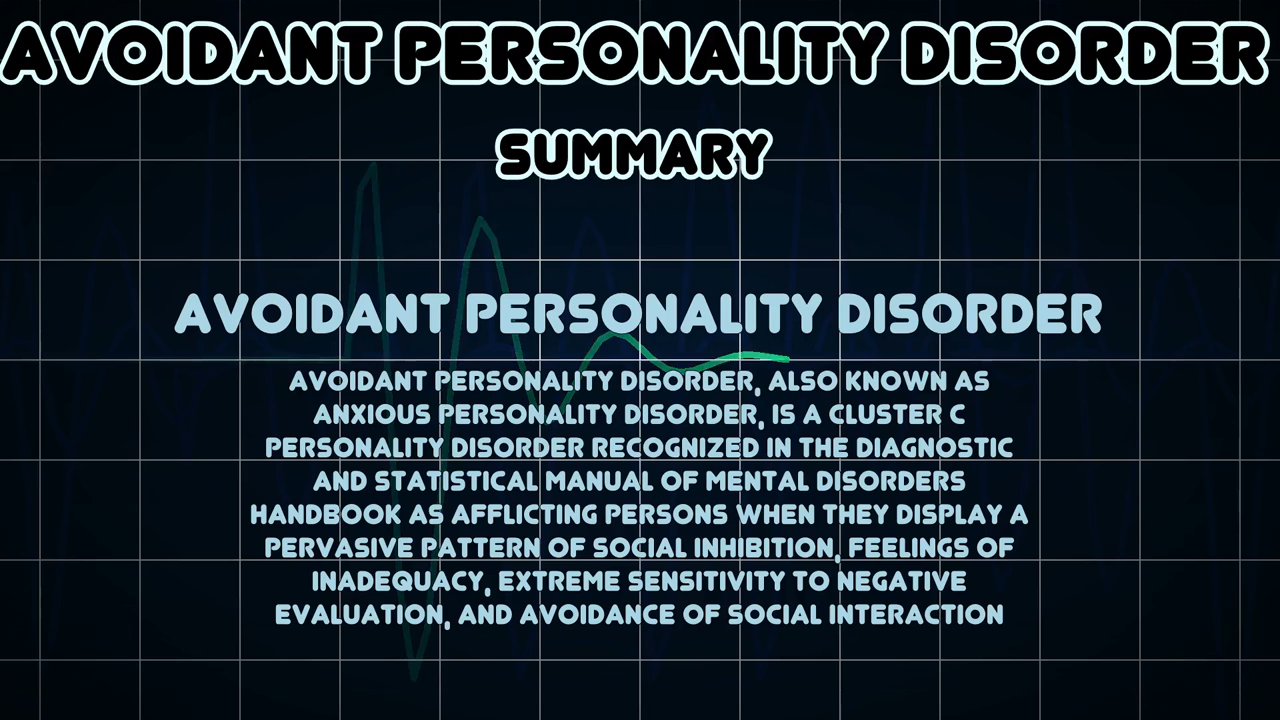 AVOIDANT PERSONALITY DISORDER
SUMMARY
AVOIDANT PERSONALITY DISORDER
AVOIDANT PERSONALITY DISORDER, ALSO KNOWN AS
ANXIOUS PERSONALITY DISORDER, IS A CLUSTER C
PERSONALITY DISORDER RECOGNIZED IN THE DIAGNOSTIC
AND STATISTICAL MANUAL OF MENTAL DISORDERS
HANDBOOK AS AFFLICTING PERSONS WHEN THEY DISPLAY A
PERVASIVE PATTERN OF SOCIAL INHIBITION, FEELINGS OF
INADEQUACY, EXTREME SENSITIVITY TO NEGATIVE
EVALUATION, AND AVOIDANCE OF SOCIAL INTERACTION